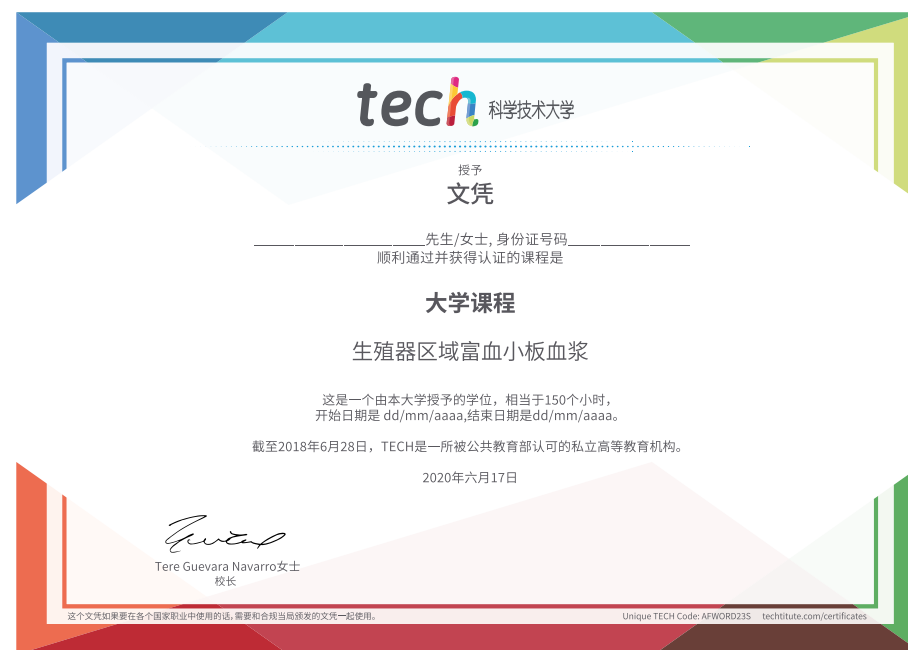 tech 科学技术大学
授予
文凭
先生/女士, 身份证号码
顺利通过并获得认证的课程是
大学课程
生殖器区域富血小板血浆
这是一个由本大学授予的学位，相当于150个小时，
开始日期是 dd/mm/aaaa,结束日期是dd/mm/aaaa。
截至2018年6月28日，TECH是一所被公共教育部认可的私立高等教育机构。
2020年六月17日
Tere Guevara Navarro女士
校长
这个文凭如果要在各个国家职业中使用的话,需要和合规当局颁发的文凭一起使用。
Unique TECH Code: AFWORD23S techtitute.com/certificates